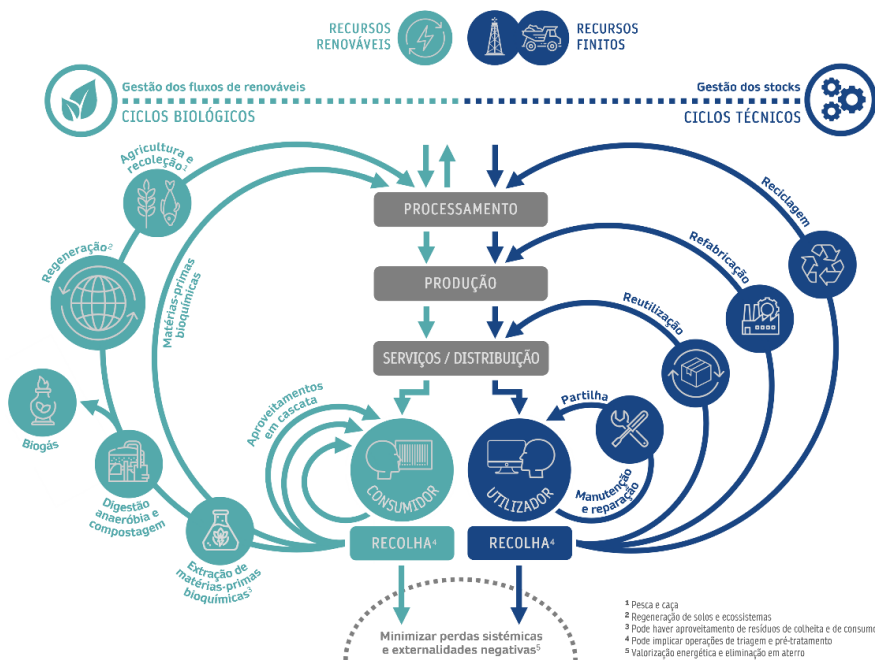 RECURSOS
RENOVÁVEIS
RECURSOS
FINITOS
Gestão dos fluxos de renováveis
CICLOS BIOLÓGICOS
Gestão dos stocks
CICLOS TÉCNICOS
Agricultura e
recoleção¹
Regeneração²
Matérias-primas
bioquímicas
Biogás
Digestão
anaeróbia e
compostagem
Extração de
matérias-primas
bioquímicas³
Aproveitamentos
em cascata
PROCESSAMENTO
PRODUÇÃO
SERVIÇOS / DISTRIBUIÇÃO
CONSUMIDOR
UTILIZADOR
Partilha
Manutenção
e reparação
Reutilização
Refabricação
Reciclagem
RECOLHA⁴
RECOLHA⁴
Minimizar perdas sistémicas
e externalidades negativas⁵
¹ Pesca e caça
² Regeneração de solos e ecossistemas
³ Pode haver aproveitamento de resíduos de colheita e de consumo
⁴ Pode implicar operações de triagem e pré-tratamento
⁵ Valorização energética e eliminação em aterro